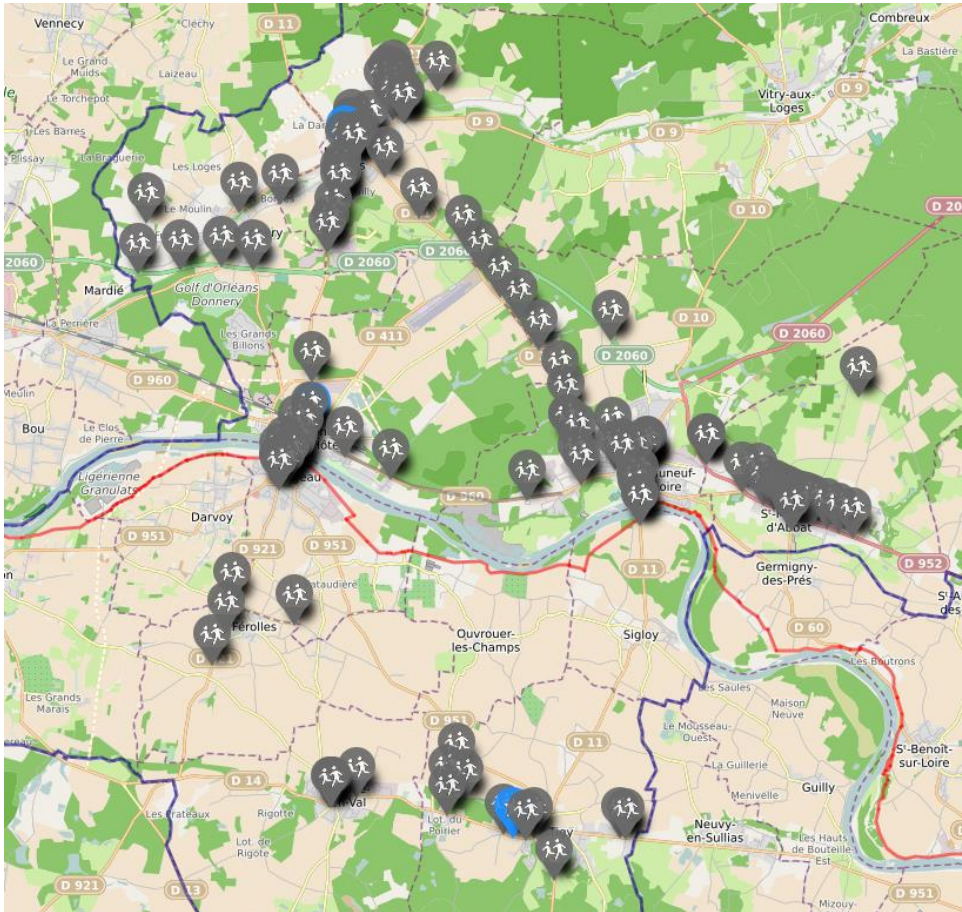 Vennecy
D 11
Cléchy
Combreux
La Bastière
Le Grand
Muids
Laizeau
Vitry-aux-
Loges
D 9
Le Torchepot
D 9
Les Barres
D 9
Plissay
La Braguerie
Les Loges
Le Moulin
D 10
D 2060
D 2060
D 2060
Mardié
Golf d'Orléans
Donnery
La Perrière
Les Grands
Billons
D 411
D 10
D 2060
D 2060
D 960
Meulin
Le Clos
de Pierre
Bou
Ligérienne
Granulats
D 960
Darvoy
D 951
D 921
D 951
D 11
Germigny-
des-Prés
D 952
Férolles
Ouvrouer-
les-Champs
Sigloy
D 60
Les Boutrons
Les Saules
Les Grands
Marais
D 951
D 11
Maison
Neuve
Le Mousseau-
Ouest
St-Benoît-
sur-Loire
D 14
La Guillerie
Menivelle
Guilly
Les Prateaux
Rigotte
Lot. de
Rigote
Lot. du
Poirier
Neuvy-
en-Sullias
Les Hauts
de Bouteille
Est
D 921
D 13
D 951
Mizouy-